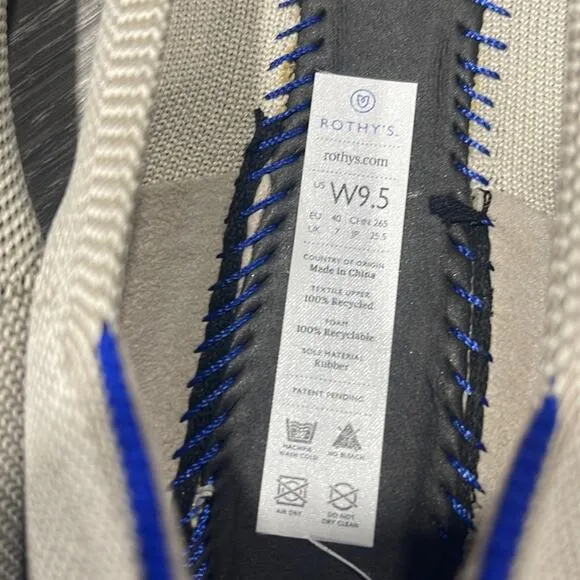 ROTHY'S.
rothys.com
US W9.5
EU 40 CHN 265
UK 7 JP 25.5
COUNTRY OF ORIGIN
Made in China
TEXTILE UPPER
100% Recycled
FOAM
100% Recyclable
SOLE MATERIAL
Rubber
PATENT PENDING
MACHINE WASH COLD
NO BLEACH
AIR DRY
DO NOT DRY CLEAN